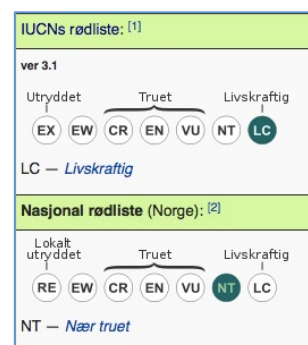 IUCNs rødliste: [1]
ver 3.1
Utryddet Truet Livskraftig
EX EW CR EN VU NT LC
LC — Livskraftig
Nasjonal rødliste (Norge): [2]
Lokalt
utryddet Truet Livskraftig
RE EW CR EN VU NT LC
NT — Nær truet